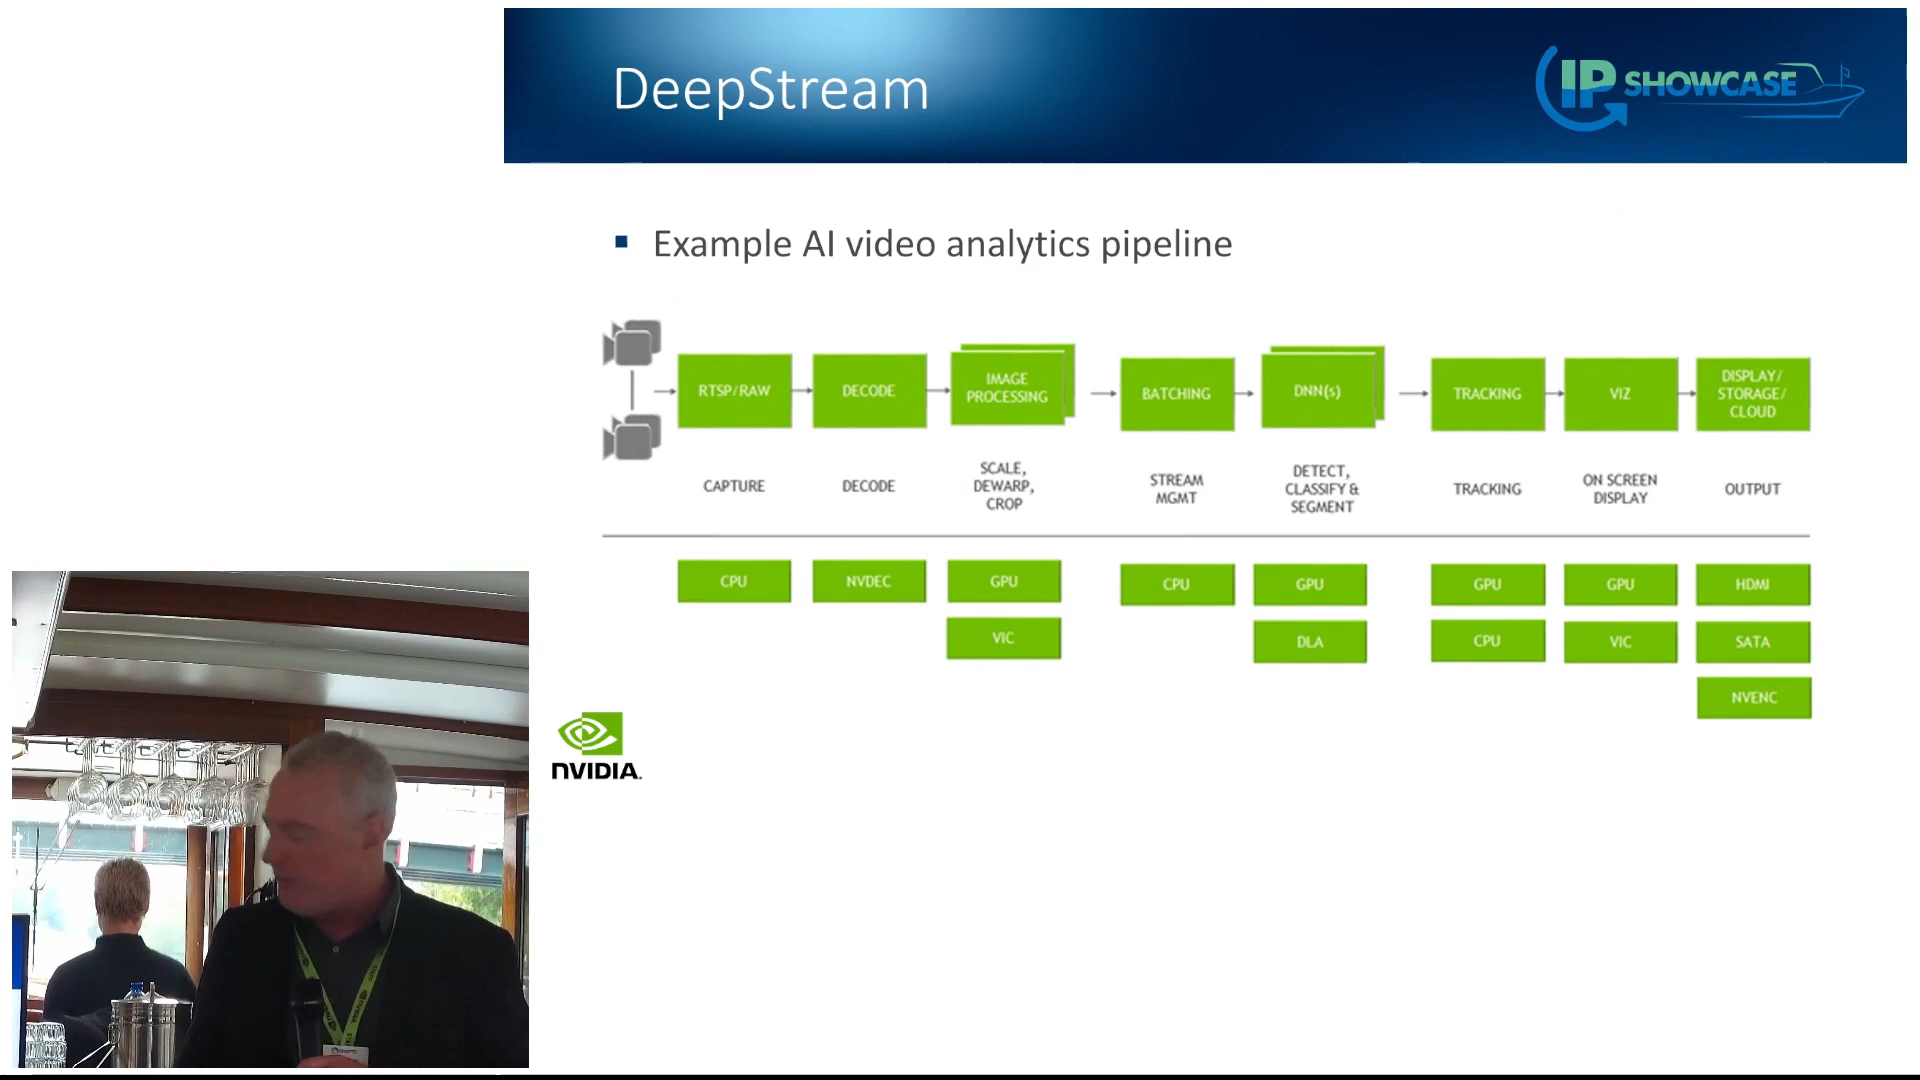 DeepStream
IP SHOWCASE
Example AI video analytics pipeline
RTSP/RAW
DECODE
IMAGE
PROCESSING
BATCHING
DNN(s)
TRACKING
VIZ
DISPLAY/
STORAGE/
CLOUD
CAPTURE
DECODE
SCALE,
DEWARP,
CROP
STREAM
MGMT
DETECT,
CLASSIFY &
SEGMENT
TRACKING
ON SCREEN
DISPLAY
OUTPUT
CPU
NVDEC
GPU
CPU
GPU
GPU
GPU
HDMI
VIC
DLA
CPU
VIC
SATA
NVENC
NVIDIA.